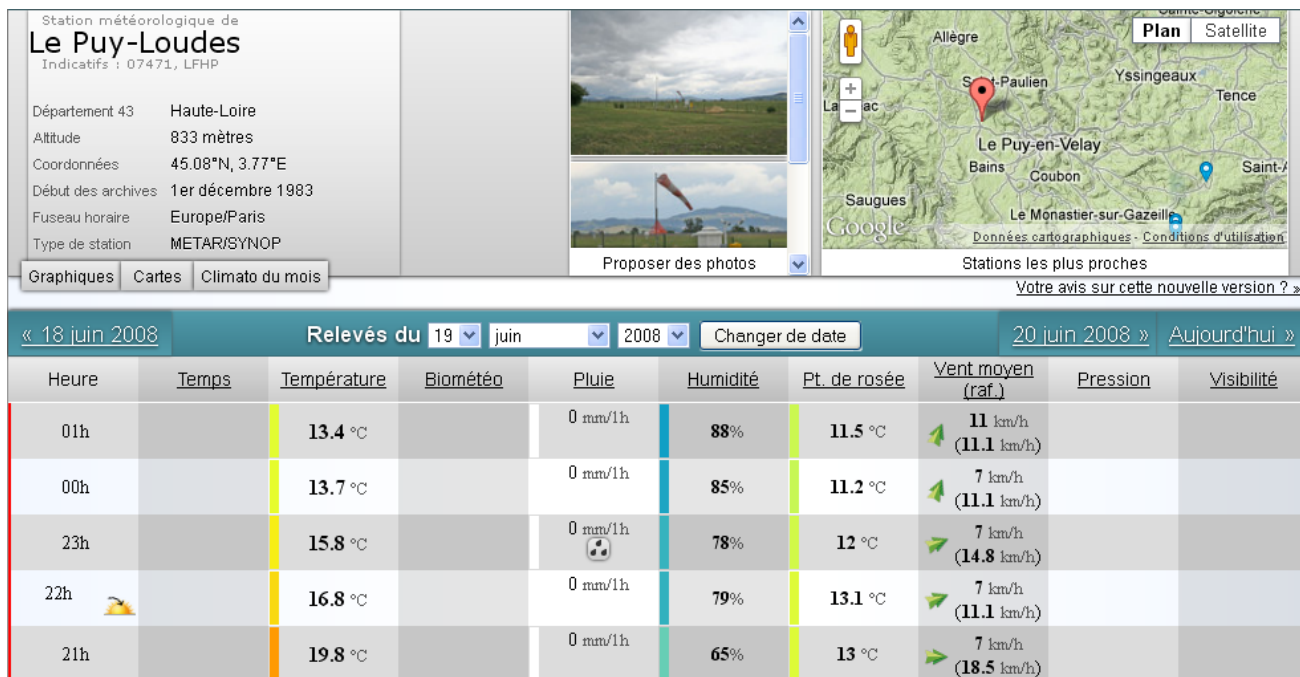 Station météorologique de
Le Puy-Loudes
Indicatifs : 07471, LFHP
Département 43 Haute-Loire
Altitude 833 mètres
Coordonnées 45.08°N, 3.77°E
Début des archives 1er décembre 1983
Fuseau horaire Europe/Paris
Type de station METAR/SYNOP
Graphiques Cartes Climato du mois
Proposer des photos
Plan Satellite
Allègre
Yssingeaux
Tence
Le Puy-en-Velay
Bains
Coubon
Saugues
Le Monastier-sur-Gazeille
Google
Données cartographiques - Conditions d'utilisation
Stations les plus proches
Votre avis sur cette nouvelle version ? »
« 18 juin 2008 Relevés du 19 juin 2008 Changer de date 20 juin 2008 » Aujourd'hui »
Heure Temps Température Biométéo Pluie Humidité Pt. de rosée Vent moyen (raf.) Pression Visibilité
01h 13.4 °C 0 mm/1h 88% 11.5 °C 11 km/h (11.1 km/h)
00h 13.7 °C 0 mm/1h 85% 11.2 °C 7 km/h (11.1 km/h)
23h 15.8 °C 0 mm/1h 78% 12 °C 7 km/h (14.8 km/h)
22h 16.8 °C 0 mm/1h 79% 13.1 °C 7 km/h (11.1 km/h)
21h 19.8 °C 0 mm/1h 65% 13 °C 7 km/h (18.5 km/h)